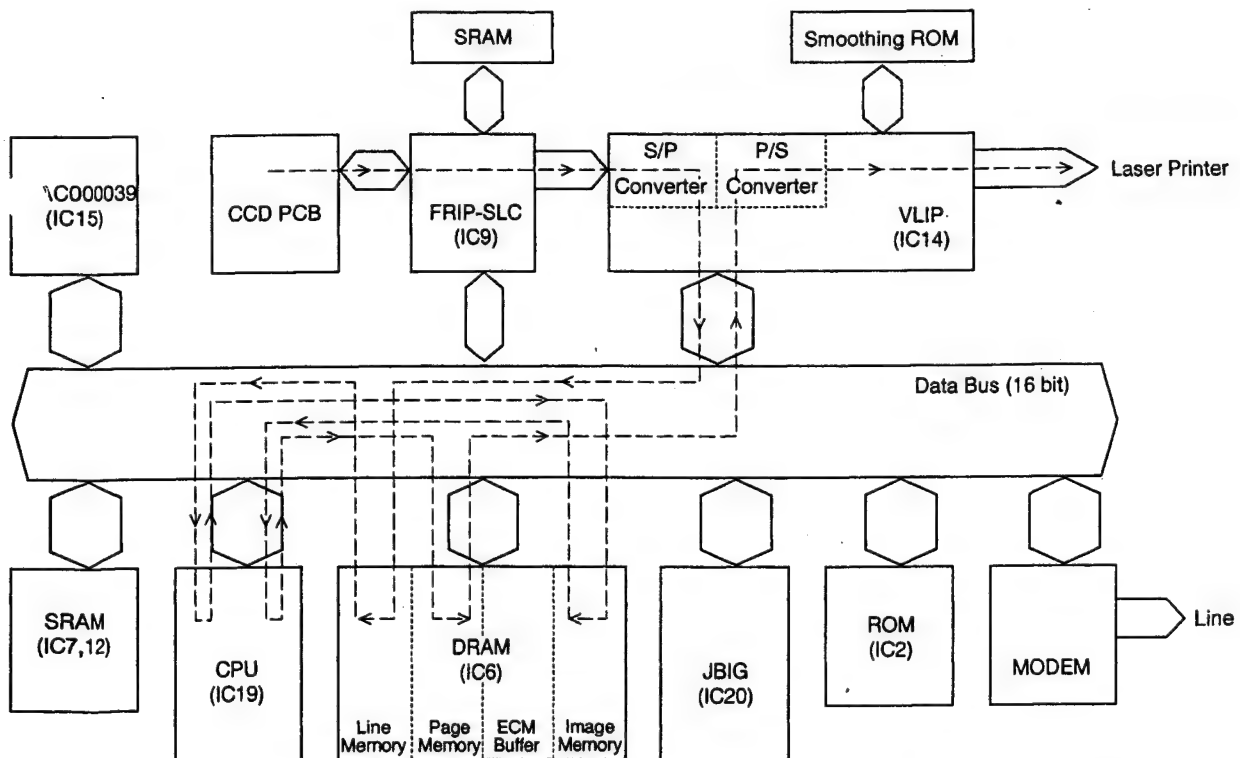 SRAM
Smoothing ROM
C000039
(IC15)
CCD PCB
FRIP-SLC
(IC9)
S/P
Converter
P/S
Converter
VLIP
(IC14)
Laser Printer
Data Bus (16 bit)
SRAM
(IC7,12)
CPU
(IC19)
DRAM
(IC6)
Line
Memory
Page
Memory
ECM
Buffer
Image
Memory
JBIG
(IC20)
ROM
(IC2)
MODEM
Line